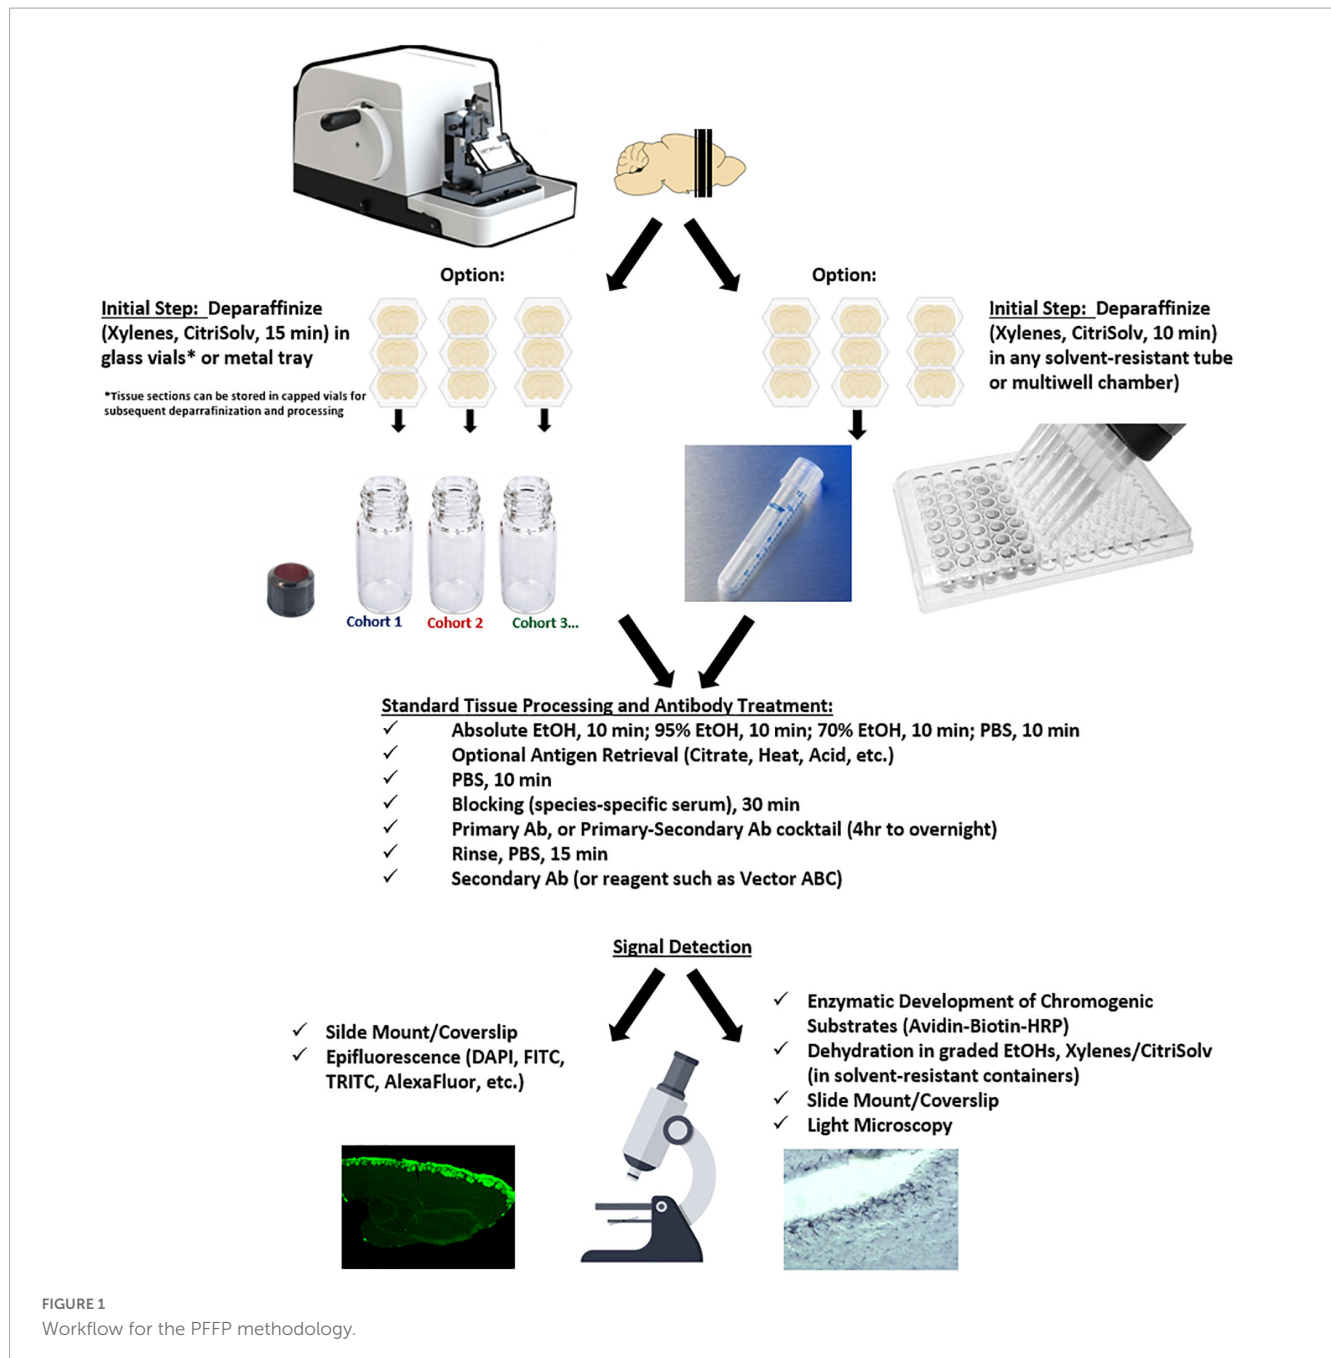 Option:
Initial Step: Deparaffinize
(Xylenes, CitriSolv, 15 min) in
glass vials* or metal tray
*Tissue sections can be stored in capped vials for
subsequent deparrafinization and processing
Option:
Initial Step: Deparaffinize
(Xylenes, CitriSolv, 10 min)
in any solvent-resistant tube
or multiwell chamber)
Cohort 1
Cohort 2
Cohort 3...
Standard Tissue Processing and Antibody Treatment:
✓ Absolute EtOH, 10 min; 95% EtOH, 10 min; 70% EtOH, 10 min; PBS, 10 min
✓ Optional Antigen Retrieval (Citrate, Heat, Acid, etc.)
✓ PBS, 10 min
✓ Blocking (species-specific serum), 30 min
✓ Primary Ab, or Primary-Secondary Ab cocktail (4hr to overnight)
✓ Rinse, PBS, 15 min
✓ Secondary Ab (or reagent such as Vector ABC)
Signal Detection
✓ Silde Mount/Coverslip
✓ Epifluorescence (DAPI, FITC,
TRITC, AlexaFluor, etc.)
✓ Enzymatic Development of Chromogenic
Substrates (Avidin-Biotin-HRP)
✓ Dehydration in graded EtOHs, Xylenes/CitriSolv
(in solvent-resistant containers)
✓ Slide Mount/Coverslip
✓ Light Microscopy
FIGURE 1
Workflow for the PFFP methodology.